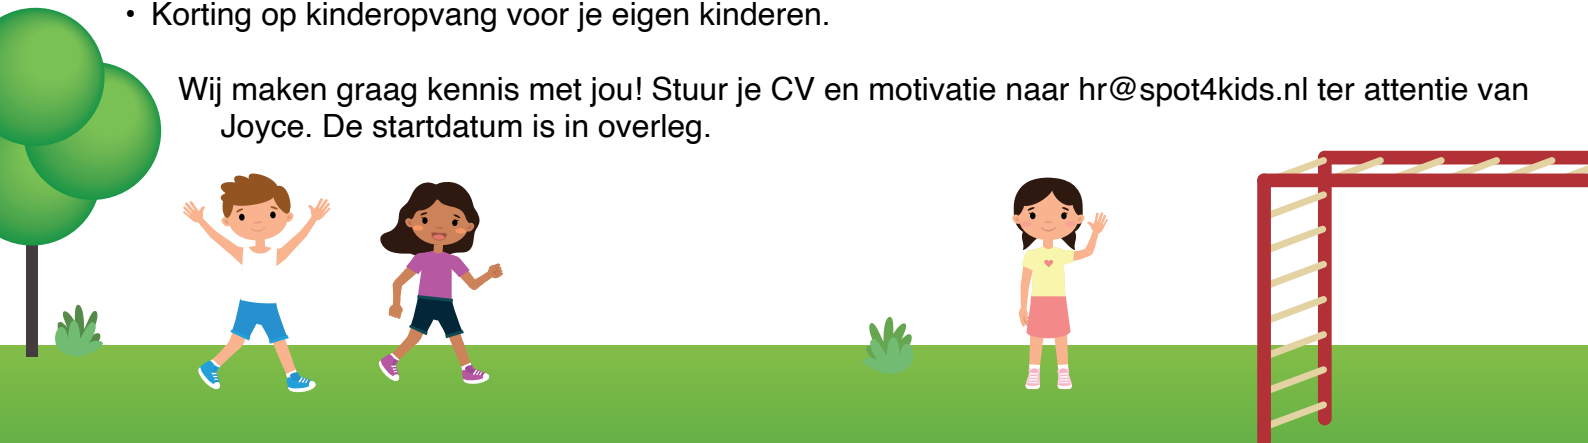 • Korting op kinderopvang voor je eigen kinderen.
Wij maken graag kennis met jou! Stuur je CV en motivatie naar hr@spot4kids.nl ter attentie van
Joyce. De startdatum is in overleg.